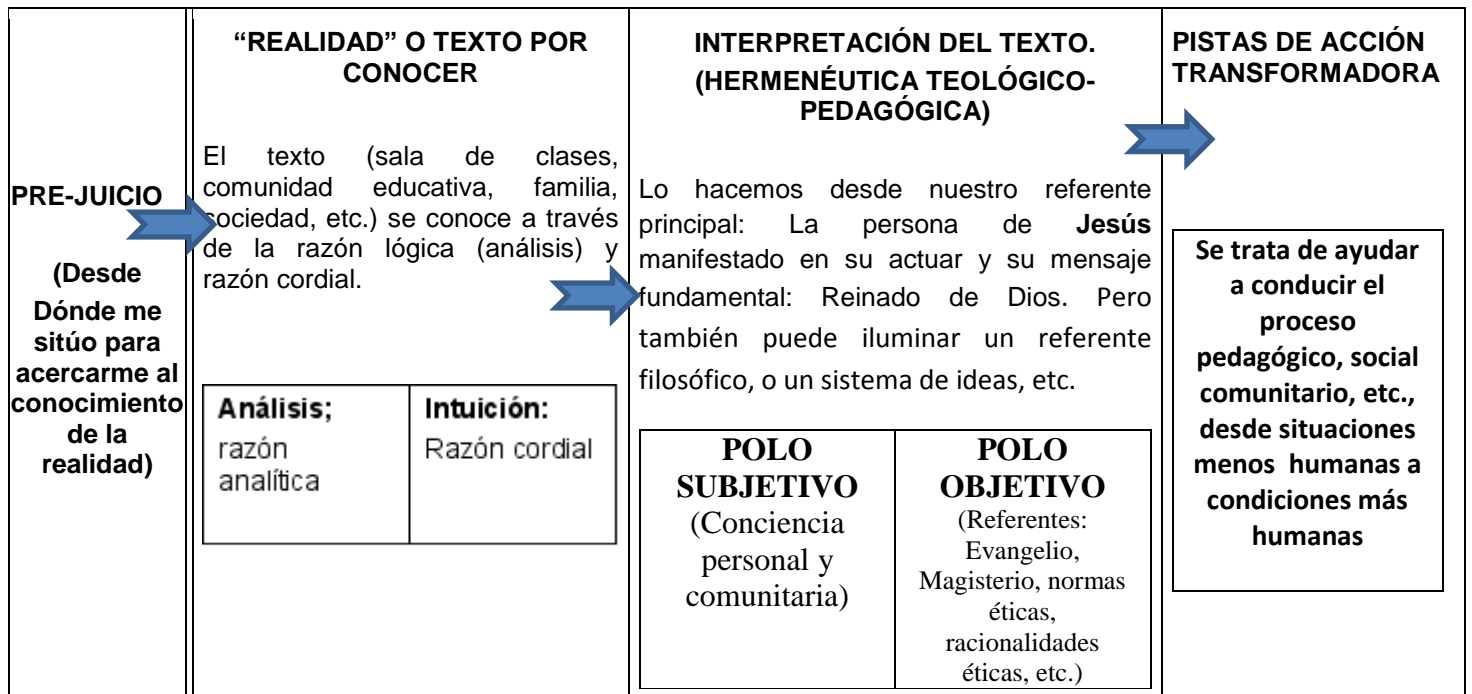 PRE-JUICIO
(Desde
Dónde me
sitúo para
acercarme al
conocimiento
de la
realidad)
“REALIDAD” O TEXTO POR
CONOCER
El texto (sala de clases,
comunidad educativa, familia,
sociedad, etc.) se conoce a través
de la razón lógica (análisis) y
razón cordial.
Análisis;
razón
analítica
Intuición:
Razón cordial
INTERPRETACIÓN DEL TEXTO.
(HERMENÉUTICA TEOLÓGICO-
PEDAGÓGICA)
Lo hacemos desde nuestro referente
principal: La persona de Jesús
manifestado en su actuar y su mensaje
fundamental: Reinado de Dios. Pero
también puede iluminar un referente
filosófico, o un sistema de ideas, etc.
POLO
SUBJETIVO
(Conciencia
personal y
comunitaria)
POLO
OBJETIVO
(Referentes:
Evangelio,
Magisterio, normas
éticas,
racionalidades
éticas, etc.)
PISTAS DE ACCIÓN
TRANSFORMADORA
Se trata de ayudar
a conducir el
proceso
pedagógico, social
comunitario, etc.,
desde situaciones
menos humanas a
condiciones más
humanas